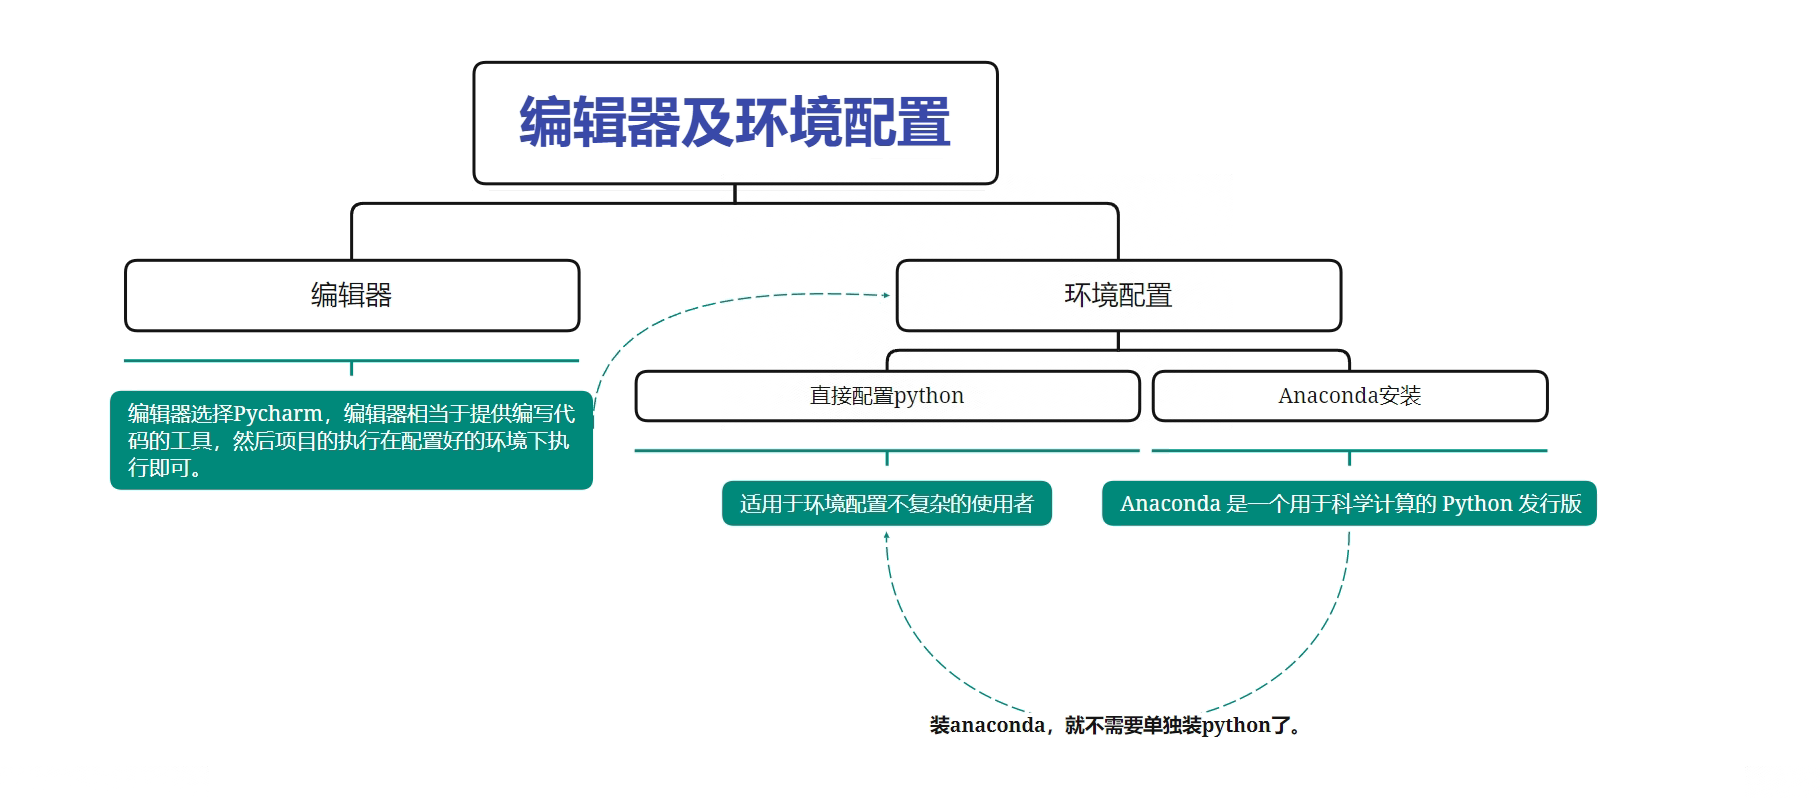 编辑器及环境配置
编辑器
环境配置
直接配置python
Anaconda安装
编辑器选择Pycharm，编辑器相当于提供编写代
码的工具，然后项目的执行在配置好的环境下执
行即可。
适用于环境配置不复杂的使用者
Anaconda 是一个用于科学计算的 Python 发行版
装anaconda，就不需要单独装python了。